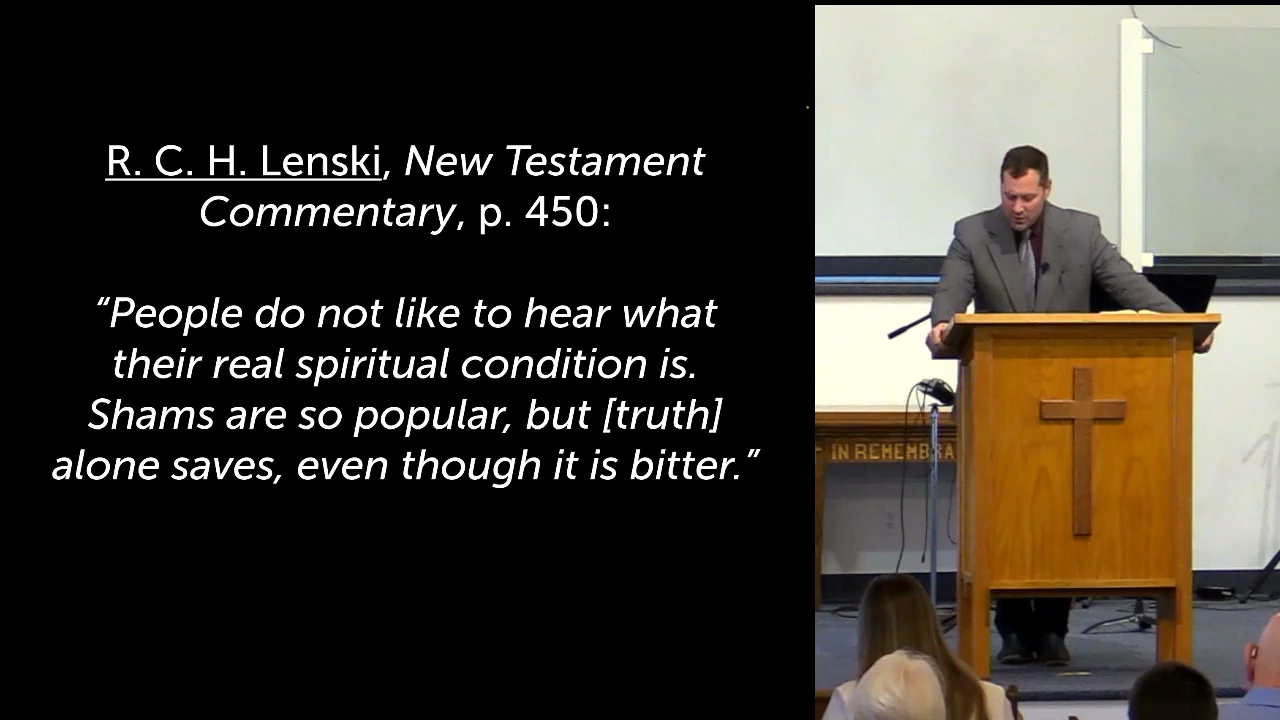 R. C. H. Lenski, New Testament
Commentary, p. 450:
“People do not like to hear what
their real spiritual condition is.
Shams are so popular, but [truth]
alone saves, even though it is bitter.”
IN REMEMBRA